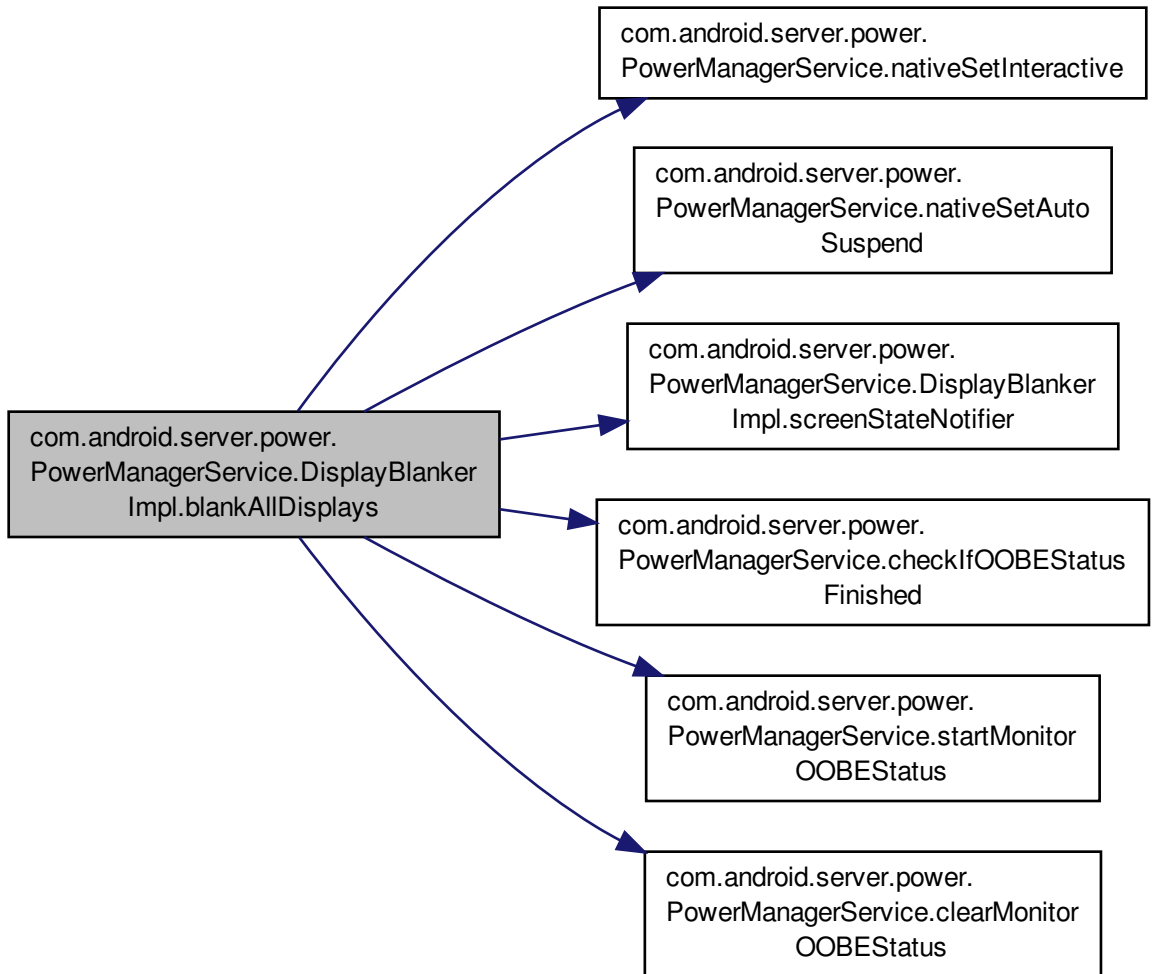 com.android.server.power.
PowerManagerService.nativeSetInteractive
com.android.server.power.
PowerManagerService.nativeSetAuto
Suspend
com.android.server.power.
PowerManagerService.DisplayBlanker
Impl.screenStateNotifier
com.android.server.power.
PowerManagerService.DisplayBlanker
Impl.blankAllDisplays
com.android.server.power.
PowerManagerService.checkIfOOBEStatus
Finished
com.android.server.power.
PowerManagerService.startMonitor
OOBEStatus
com.android.server.power.
PowerManagerService.clearMonitor
OOBEStatus